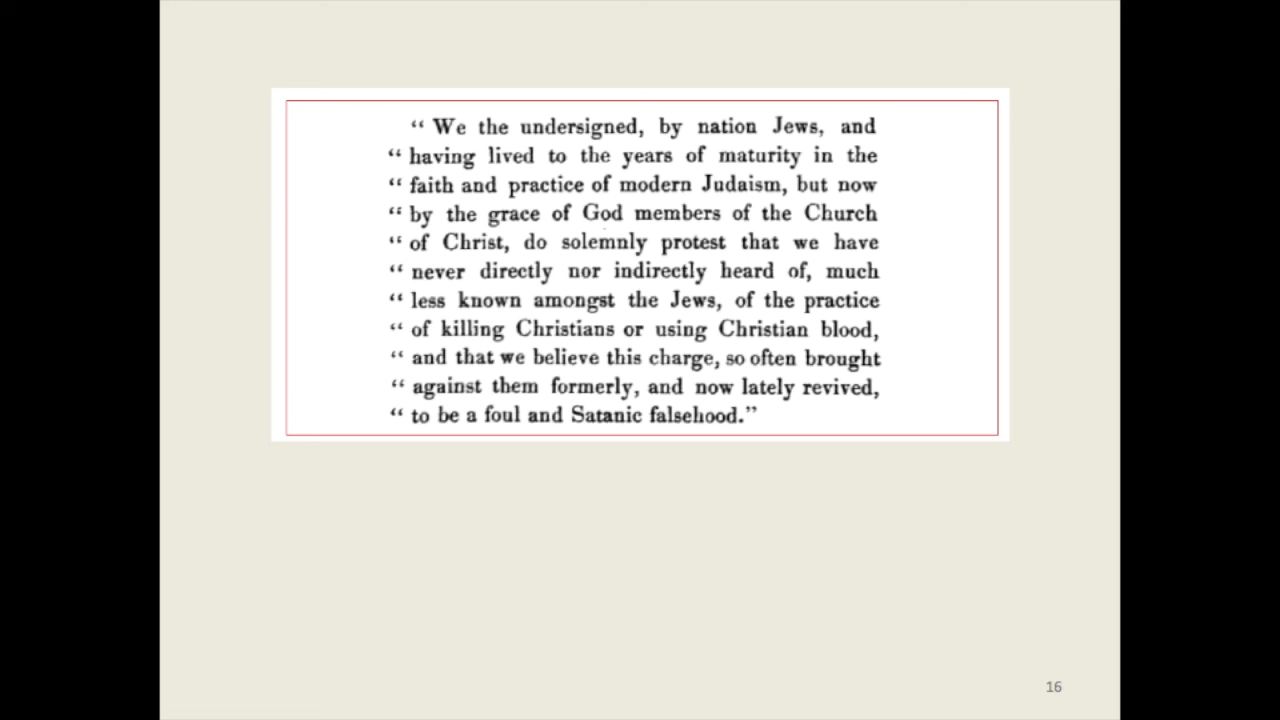 “ We the undersigned, by nation Jews, and
“ having lived to the years of maturity in the
“ faith and practice of modern Judaism, but now
“ by the grace of God members of the Church
“ of Christ, do solemnly protest that we have
“ never directly nor indirectly heard of, much
“ less known amongst the Jews, of the practice
“ of killing Christians or using Christian blood,
“ and that we believe this charge, so often brought
“ against them formerly, and now lately revived,
“ to be a foul and Satanic falsehood.”
16